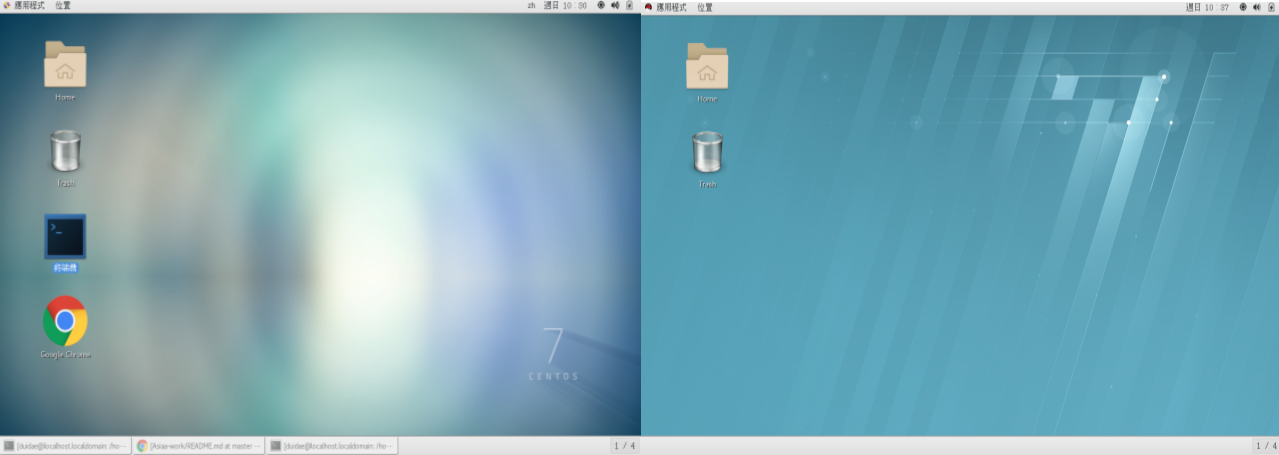 應用程式 位置
zh 週日 10:30
Home
Trash
終端機
Google Chrome
7
CENTOS
[duidae@localhost.localdomain: /ho…
[Asiaa-work/README.md at master …
[duidae@localhost.localdomain: /ho…
1 / 4
應用程式 位置
週日 10:37
Home
Trash
1 / 4